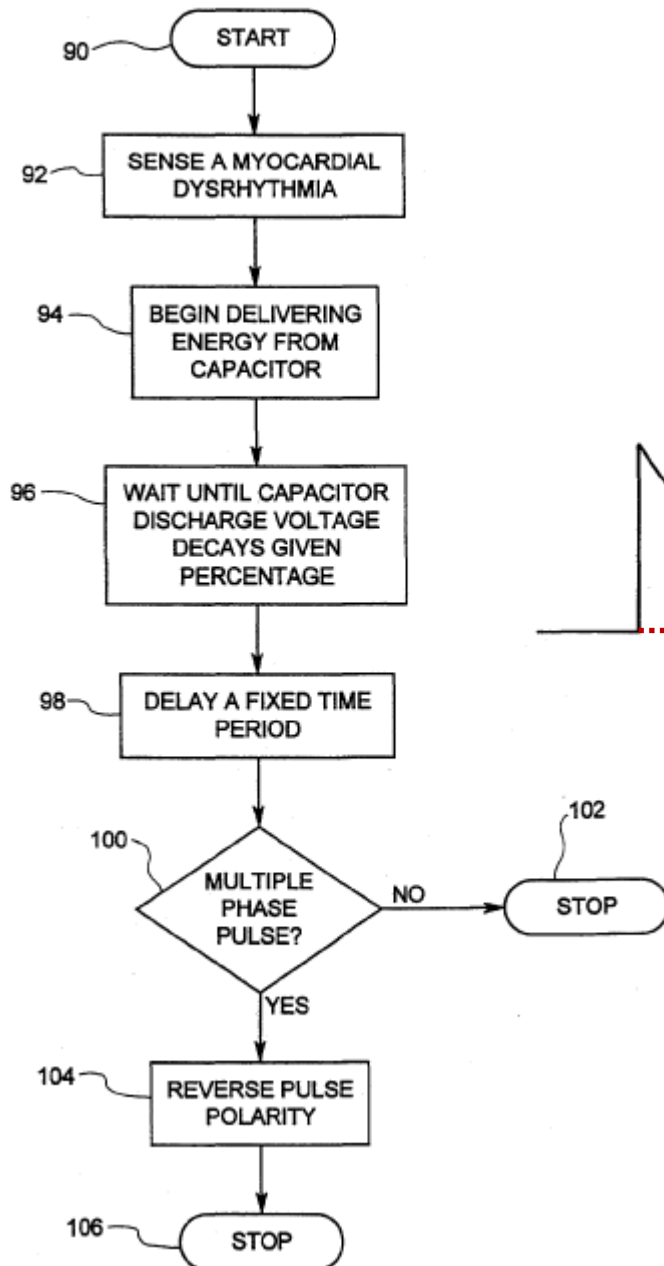 90
START
92
SENSE A MYOCARDIAL
DYSRHYTHMIA
94
BEGIN DELIVERING
ENERGY FROM
CAPACITOR
96
WAIT UNTIL CAPACITOR
DISCHARGE VOLTAGE
DECAYS GIVEN
PERCENTAGE
98
DELAY A FIXED TIME
PERIOD
100
MULTIPLE
PHASE
PULSE?
NO
102
STOP
YES
104
REVERSE PULSE
POLARITY
106
STOP